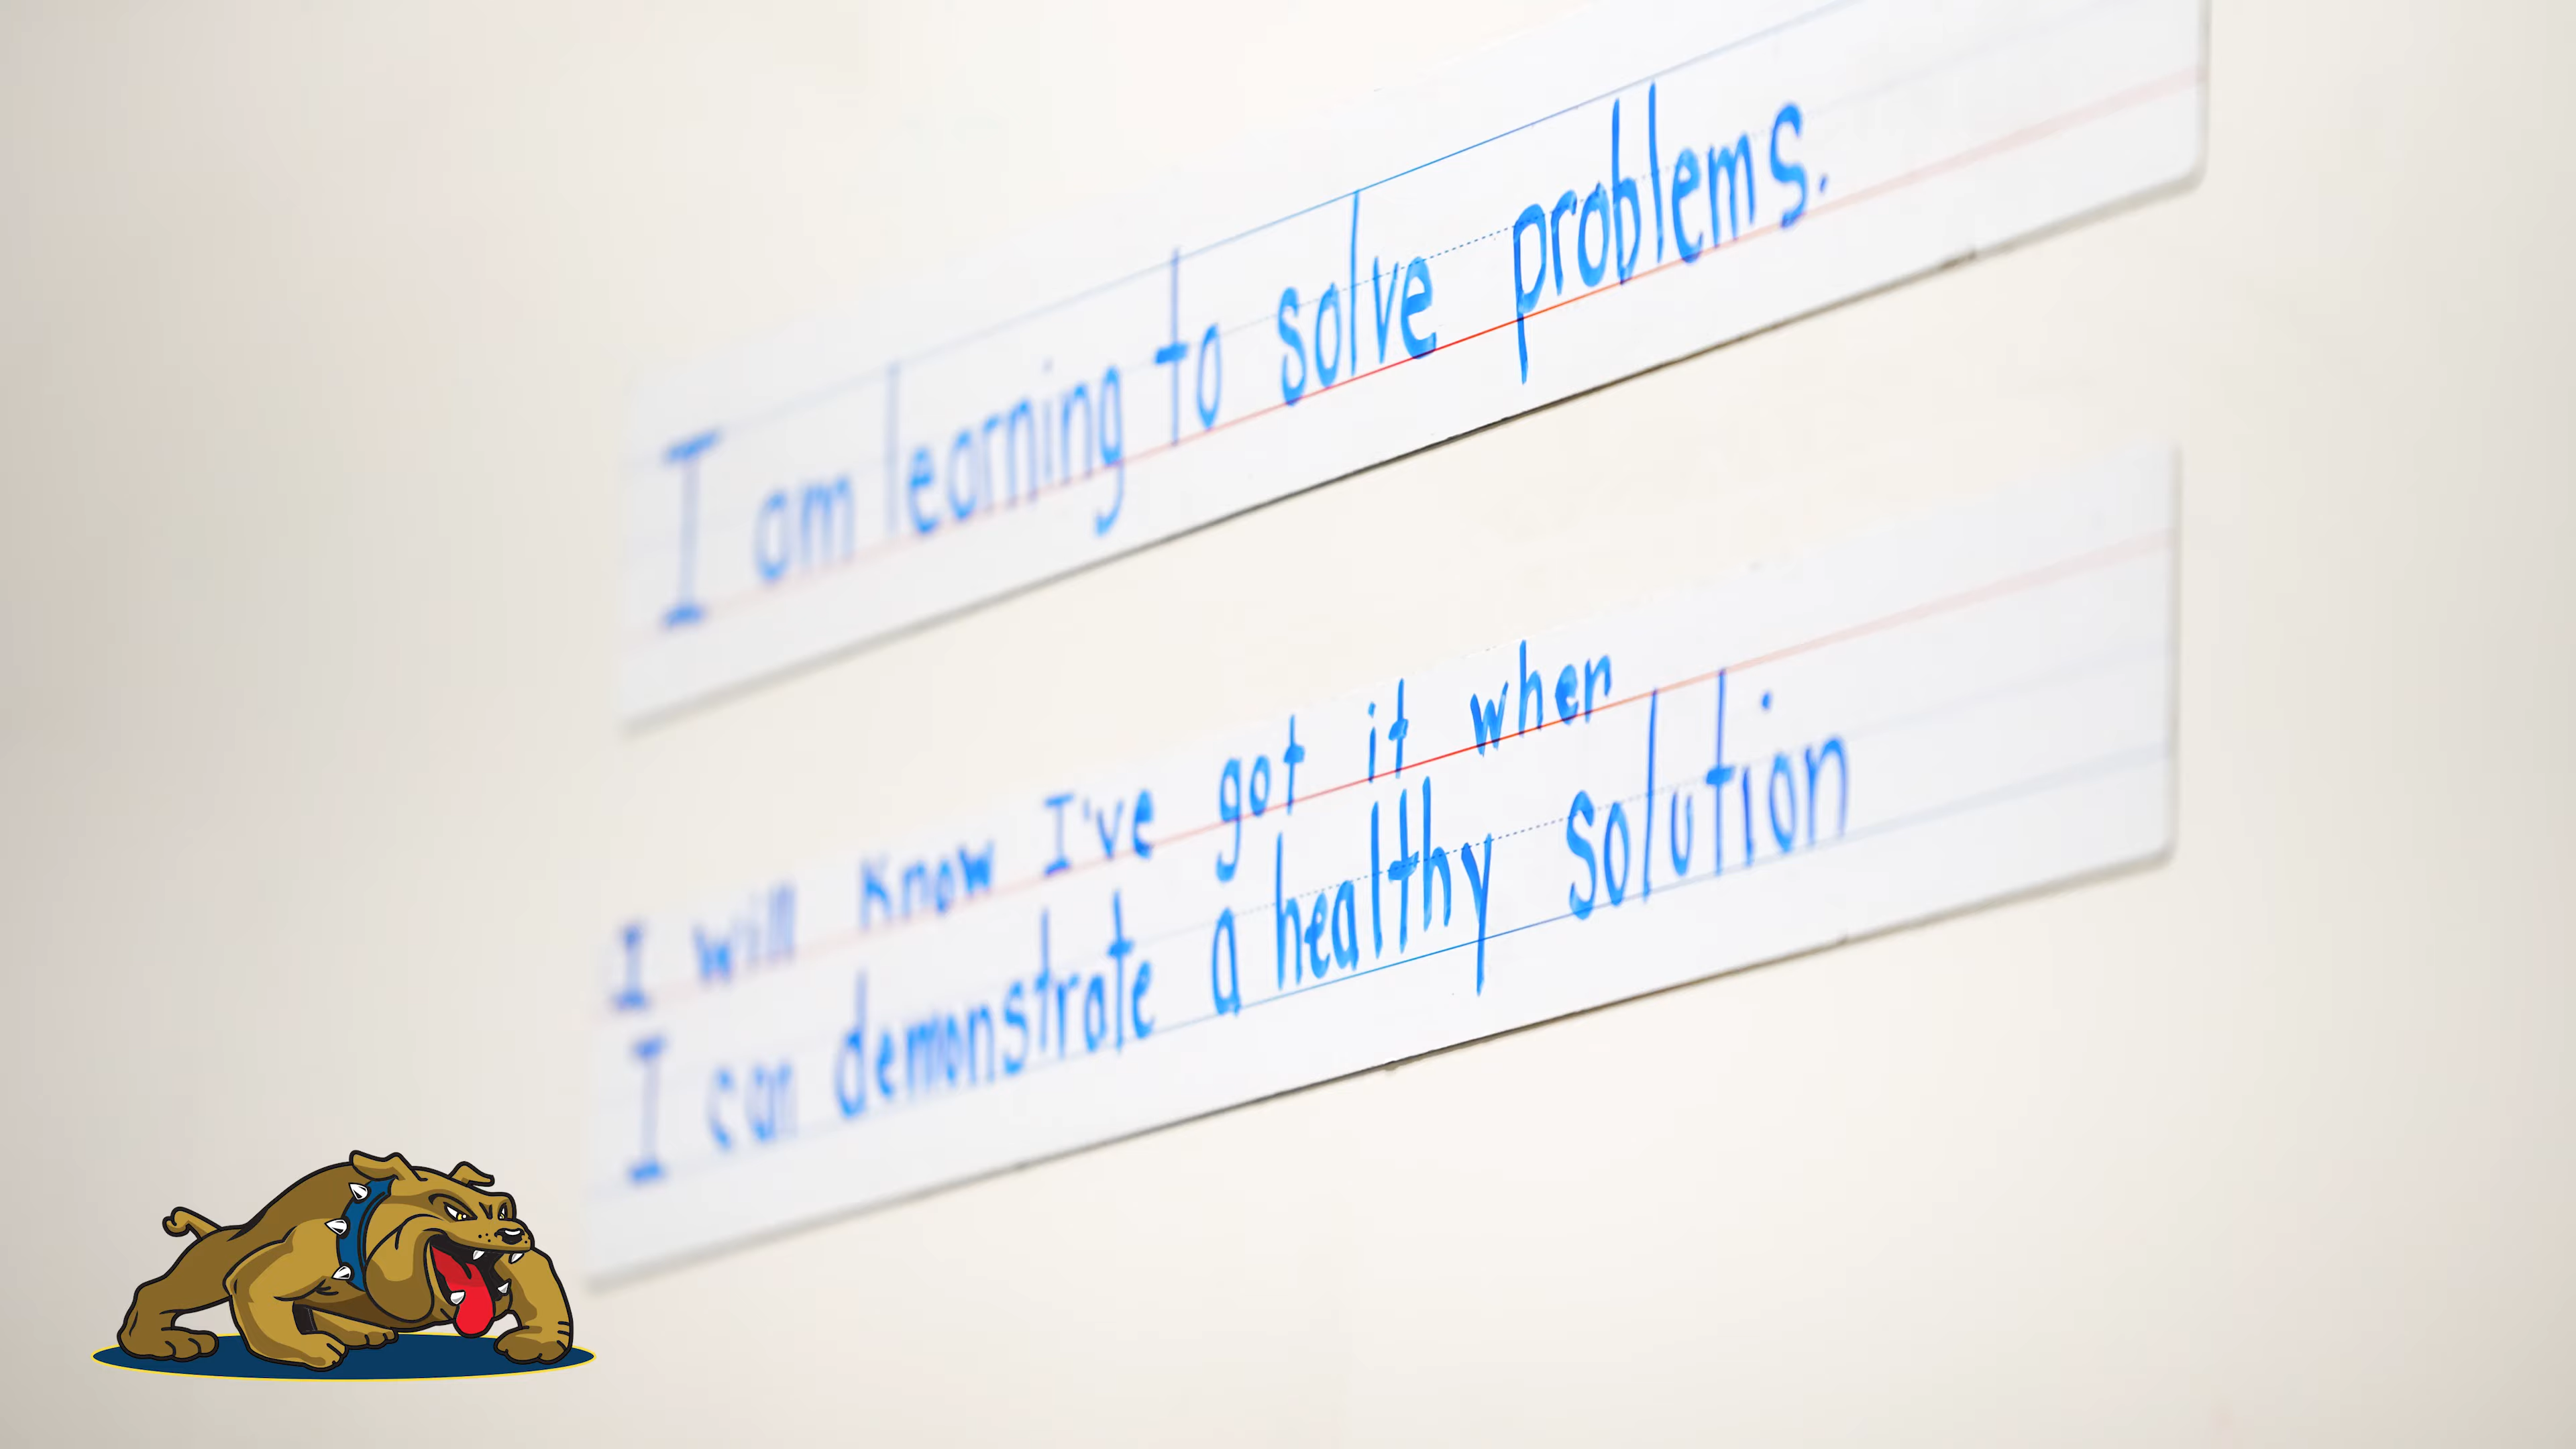 I am learning to solve problems.
I will know I've got it when
I can demonstrate a healthy solution